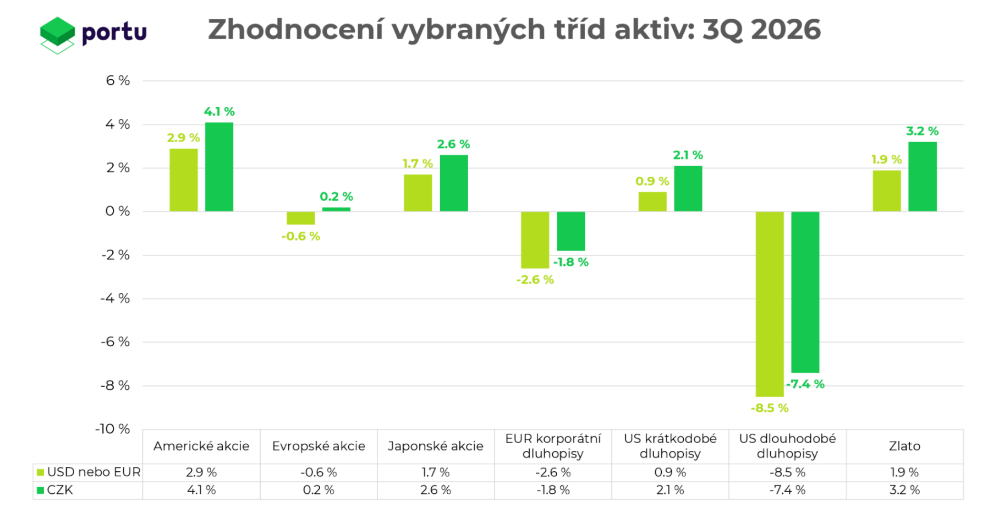 portu
Zhodnocení vybraných tříd aktiv: 3Q 2026
6 %
4 %
2 %
0 %
-2 %
-4 %
-6 %
-8 %
-10 %
2.9 %
4.1 %
-0.6 %
0.2 %
1.7 %
2.6 %
-2.6 %
-1.8 %
0.9 %
2.1 %
-8.5 %
-7.4 %
1.9 %
3.2 %
Americké akcie
Evropské akcie
Japonské akcie
EUR korporátní
dluhopisy
US krátkodobé
dluhopisy
US dlouhodobé
dluhopisy
Zlato
USD nebo EUR 2.9 % -0.6 % 1.7 % -2.6 % 0.9 % -8.5 % 1.9 %
CZK 4.1 % 0.2 % 2.6 % -1.8 % 2.1 % -7.4 % 3.2 %